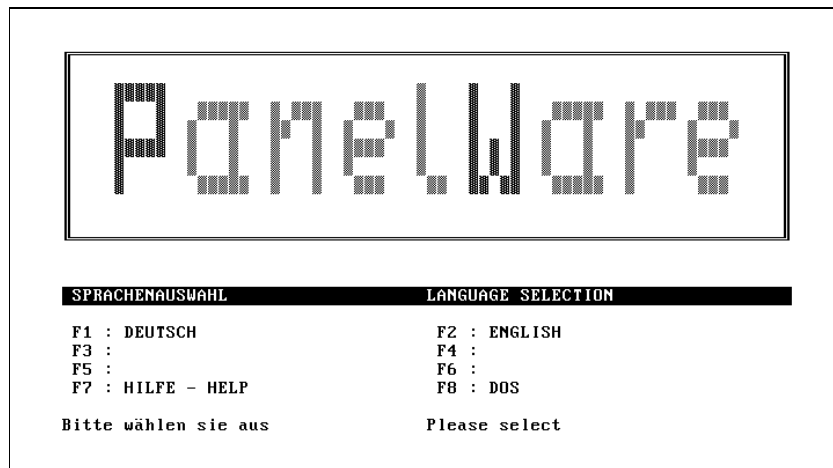 PanelWare
SPRACHENAUSWAHL LANGUAGE SELECTION
F1 : DEUTSCH F2 : ENGLISH
F3 : F4 :
F5 : F6 :
F7 : HILFE - HELP F8 : DOS
Bitte wählen sie aus Please select